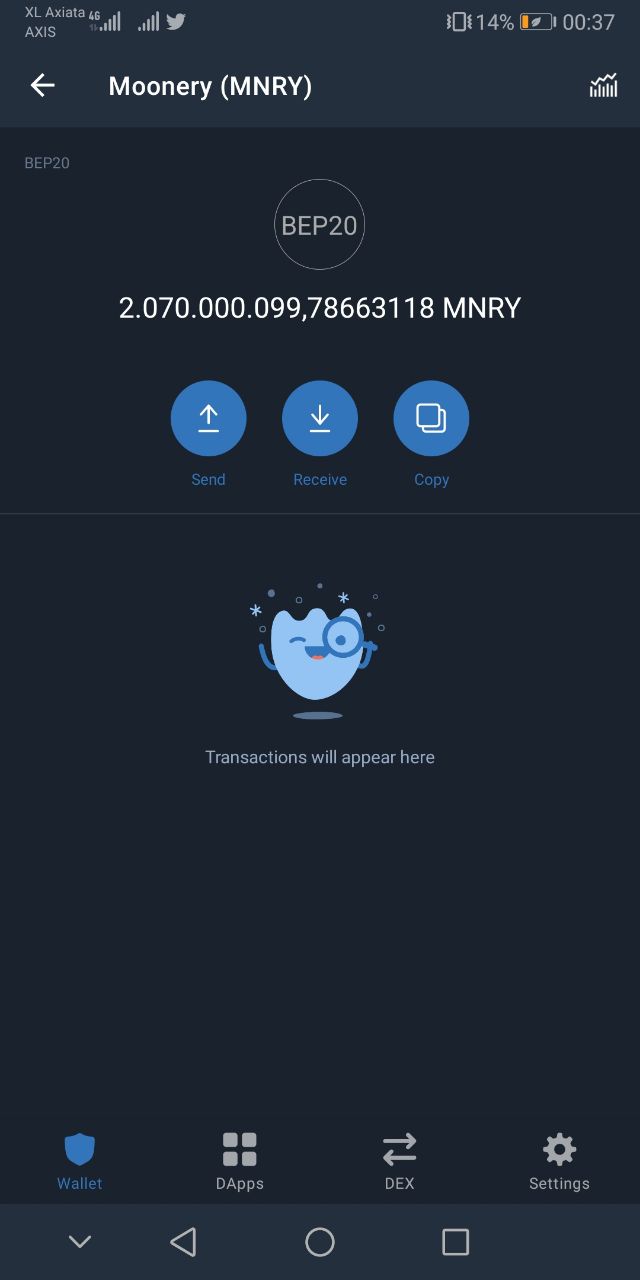 XL Axiata 4G
AXIS
14% 00:37
Moonery (MNRY)
BEP20
BEP20
2.070.000.099,78663118 MNRY
Send Receive Copy
Transactions will appear here
Wallet DApps DEX Settings